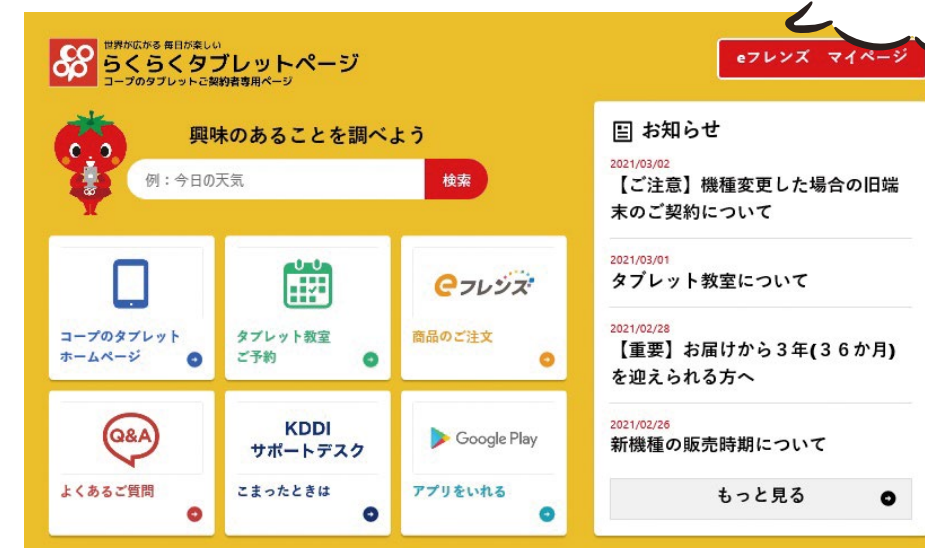 世界が広がる 毎日が楽しい
らくらくタブレットページ
コープのタブレットご契約者専用ページ
eフレンズ マイページ
興味のあることを調べよう
例：今日の天気
検索
コープのタブレット
ホームページ
タブレット教室
ご予約
eフレンズ
商品のご注文
Q&A
よくあるご質問
KDDI
サポートデスク
こまったときは
Google Play
アプリをいれる
お知らせ
2021/03/02
【ご注意】機種変更した場合の旧端
末のご契約について
2021/03/01
タブレット教室について
2021/02/28
【重要】お届けから３年(３６か月)
を迎えられる方へ
2021/02/26
新機種の販売時期について
もっと見る